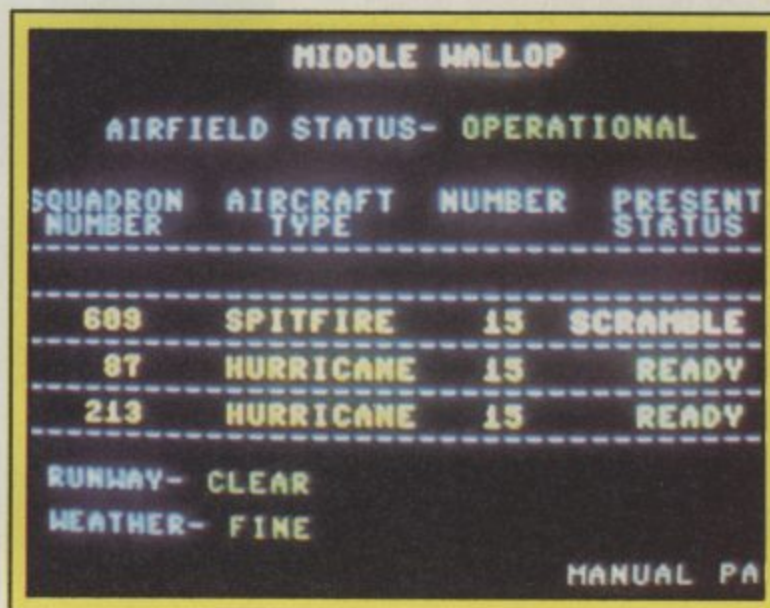 MIDDLE WALLOP
AIRFIELD STATUS- OPERATIONAL
SQUADRON NUMBER AIRCRAFT TYPE NUMBER PRESENT STATUS
609 SPITFIRE 15 SCRAMBLE
87 HURRICANE 15 READY
213 HURRICANE 15 READY
RUNWAY- CLEAR
WEATHER- FINE
MANUAL PA